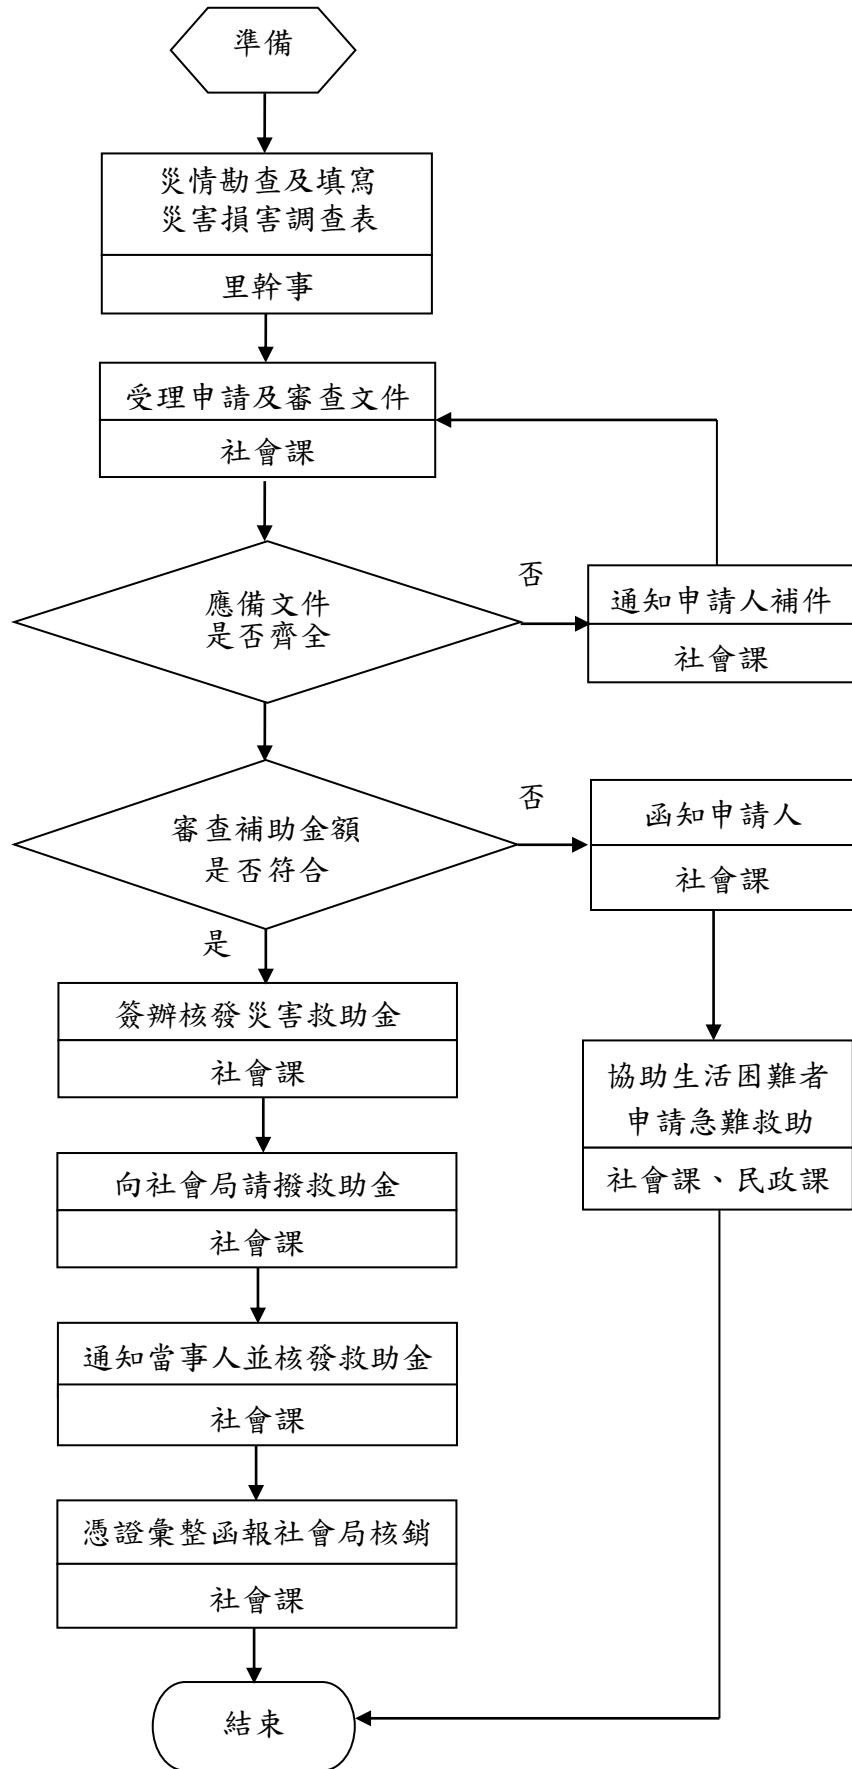 準備
災情勘查及填寫
災害損害調查表
里幹事
受理申請及審查文件
社會課
應備文件
是否齊全
否
通知申請人補件
社會課
審查補助金額
是否符合
否
函知申請人
社會課
是
簽辦核發災害救助金
社會課
協助生活困難者
申請急難救助
社會課、民政課
向社會局請撥救助金
社會課
通知當事人並核發救助金
社會課
憑證彙整函報社會局核銷
社會課
結束